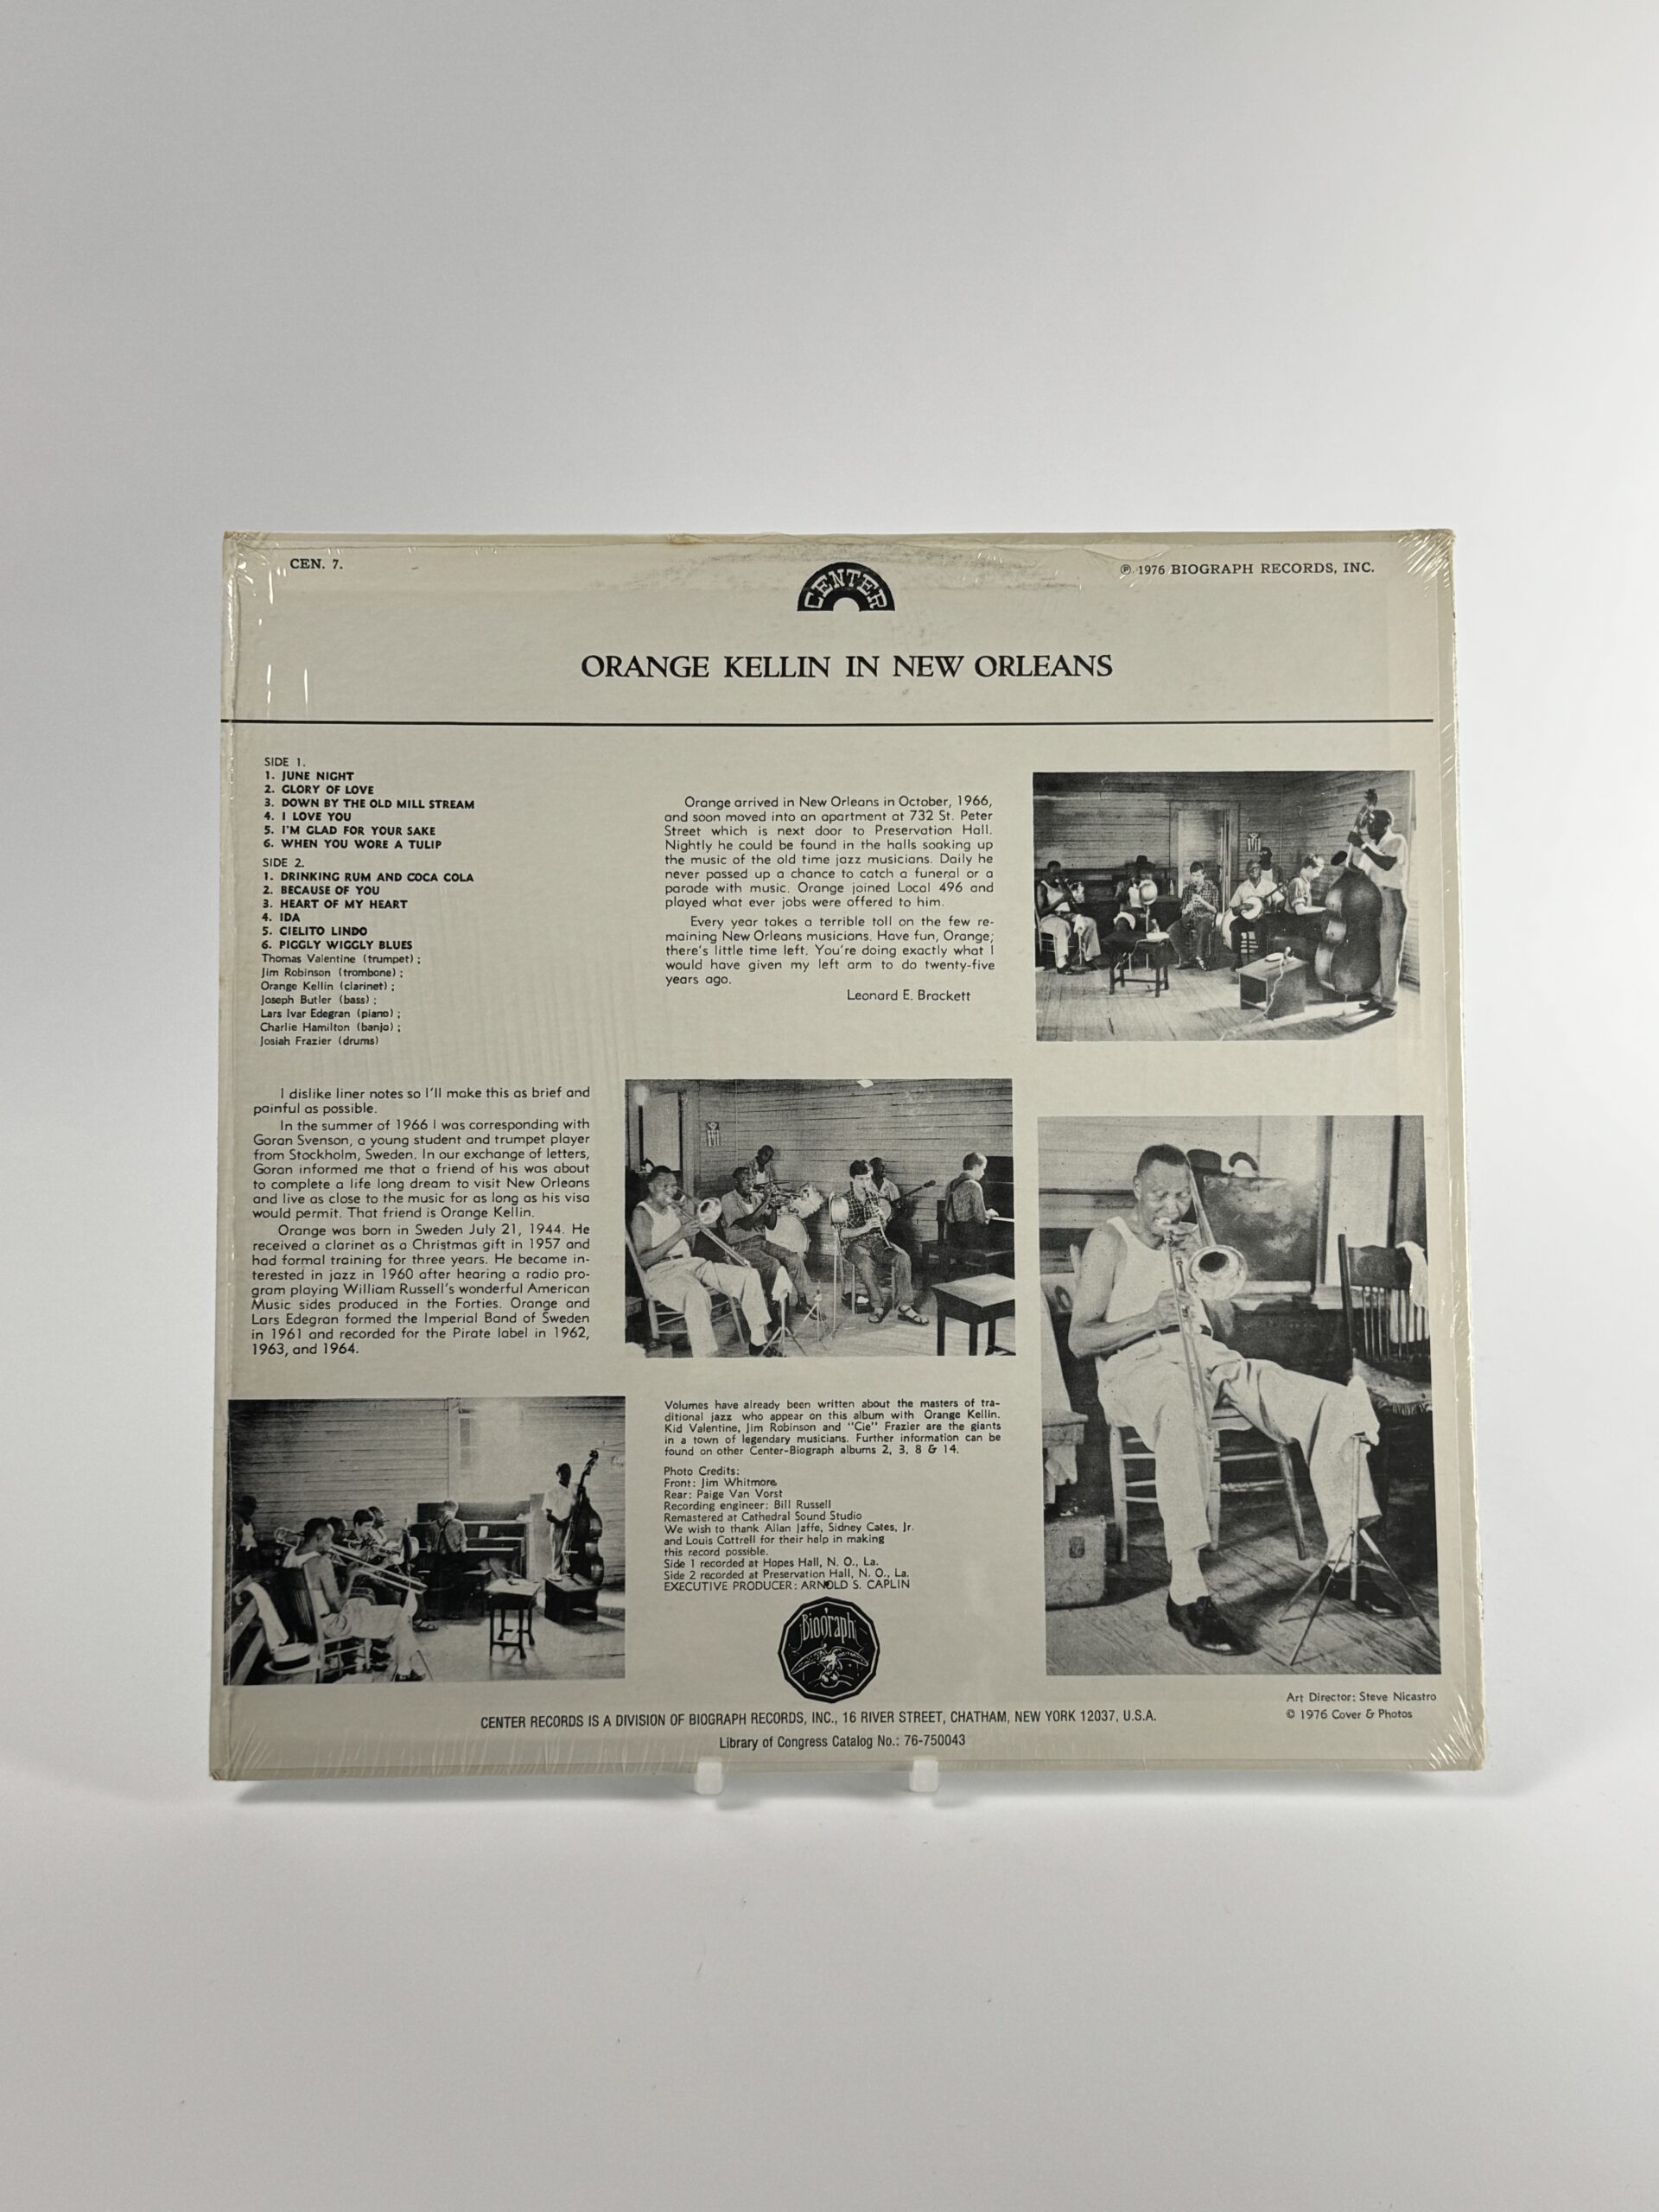 CEN. 7.
CENTER
℗ 1976 BIOGRAPH RECORDS, INC.
ORANGE KELLIN IN NEW ORLEANS
SIDE 1.
1. JUNE NIGHT
2. GLORY OF LOVE
3. DOWN BY THE OLD MILL STREAM
4. I LOVE YOU
5. I'M GLAD FOR YOUR SAKE
6. WHEN YOU WORE A TULIP
SIDE 2.
1. DRINKING RUM AND COCA COLA
2. BECAUSE OF YOU
3. HEART OF MY HEART
4. IDA
5. CIELITO LINDO
6. PIGGLY WIGGLY BLUES
Thomas Valentine (trumpet) ;
Jim Robinson (trombone) ;
Orange Kellin (clarinet) ;
Joseph Butler (bass) ;
Lars Ivar Edegran (piano) ;
Charlie Hamilton (banjo) ;
Josiah Frazier (drums)
I dislike liner notes so I'll make this as brief and
painful as possible.
In the summer of 1966 I was corresponding with
Goran Svenson, a young student and trumpet player
from Stockholm, Sweden. In our exchange of letters,
Goran informed me that a friend of his was about
to complete a life long dream to visit New Orleans
and live as close to the music for as long as his visa
would permit. That friend is Orange Kellin.
Orange was born in Sweden July 21, 1944. He
received a clarinet as a Christmas gift in 1957 and
had formal training for three years. He became in-
terested in jazz in 1960 after hearing a radio pro-
gram playing William Russell's wonderful American
Music sides produced in the Forties. Orange and
Lars Edegran formed the Imperial Band of Sweden
in 1961 and recorded for the Pirate label in 1962,
1963, and 1964.
Orange arrived in New Orleans in October, 1966,
and soon moved into an apartment at 732 St. Peter
Street which is next door to Preservation Hall.
Nightly he could be found in the halls soaking up
the music of the old time jazz musicians. Daily he
never passed up a chance to catch a funeral or a
parade with music. Orange joined Local 496 and
played what ever jobs were offered to him.
Every year takes a terrible toll on the few re-
maining New Orleans musicians. Have fun, Orange;
there's little time left. You're doing exactly what I
would have given my left arm to do twenty-five
years ago.
Leonard E. Brackett
Volumes have already been written about the masters of tra-
ditional jazz who appear on this album with Orange Kellin.
Kid Valentine, Jim Robinson and "Cie" Frazier are the giants
in a town of legendary musicians. Further information can be
found on other Center-Biograph albums 2, 3, 8 & 14.
Photo Credits:
Front: Jim Whitmore
Rear: Paige Van Vorst
Recording engineer: Bill Russell
Remastered at Cathedral Sound Studio
We wish to thank Allan Jaffe, Sidney Cates, Jr.
and Louis Cottrell for their help in making
this record possible.
Side 1 recorded at Hopes Hall, N. O., La.
Side 2 recorded at Preservation Hall, N. O., La.
EXECUTIVE PRODUCER: ARNOLD S. CAPLIN
Biograph
Art Director: Steve Nicastro
© 1976 Cover & Photos
CENTER RECORDS IS A DIVISION OF BIOGRAPH RECORDS, INC., 16 RIVER STREET, CHATHAM, NEW YORK 12037, U.S.A.
Library of Congress Catalog No.: 76-750043